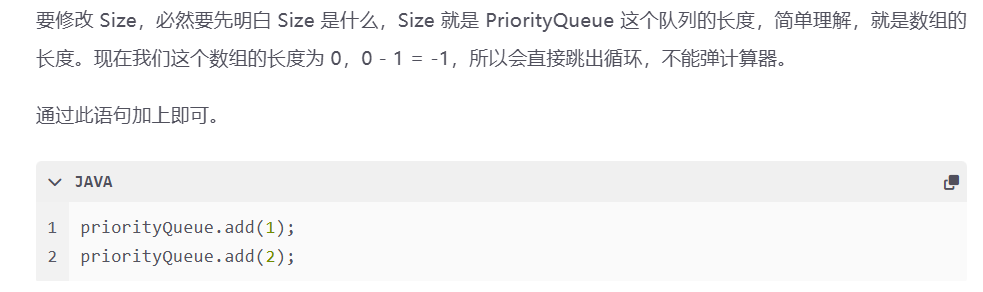 要修改 Size，必然要先明白 Size 是什么，Size 就是 PriorityQueue 这个队列的长度，简单理解，就是数组的
长度。现在我们这个数组的长度为 0，0 - 1 = -1，所以会直接跳出循环，不能弹计算器。
通过此语句加上即可。
JAVA
1 priorityQueue.add(1);
2 priorityQueue.add(2);